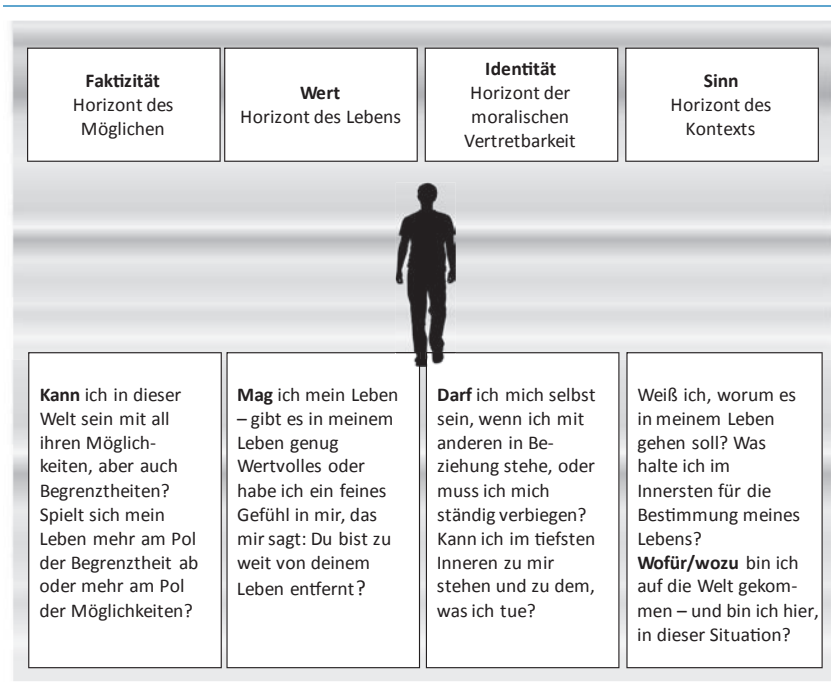 Faktizität
Horizont des
Möglichen
Wert
Horizont des Lebens
Identität
Horizont der
moralischen
Vertretbarkeit
Sinn
Horizont des
Kontexts
Kann ich in dieser
Welt sein mit all
ihren Möglich-
keiten, aber auch
Begrenztheiten?
Spielt sich mein
Leben mehr am Pol
der Begrenztheit ab
oder mehr am Pol
der Möglichkeiten?
Mag ich mein Leben
– gibt es in meinem
Leben genug
Wertvolles oder
habe ich ein feines
Gefühl in mir, das
mir sagt: Du bist zu
weit von deinem
Leben entfernt?
Darf ich mich selbst
sein, wenn ich mit
anderen in Be-
ziehung stehe, oder
muss ich mich
ständig verbiegen?
Kann ich im tiefsten
Inneren zu mir
stehen und zu dem,
was ich tue?
Weiß ich, worum es
in meinem Leben
gehen soll? Was
halte ich im
Innersten für die
Bestimmung meines
Lebens?
Wofür/wozu bin ich
auf die Welt gekom-
men – und bin ich hier,
in dieser Situation?